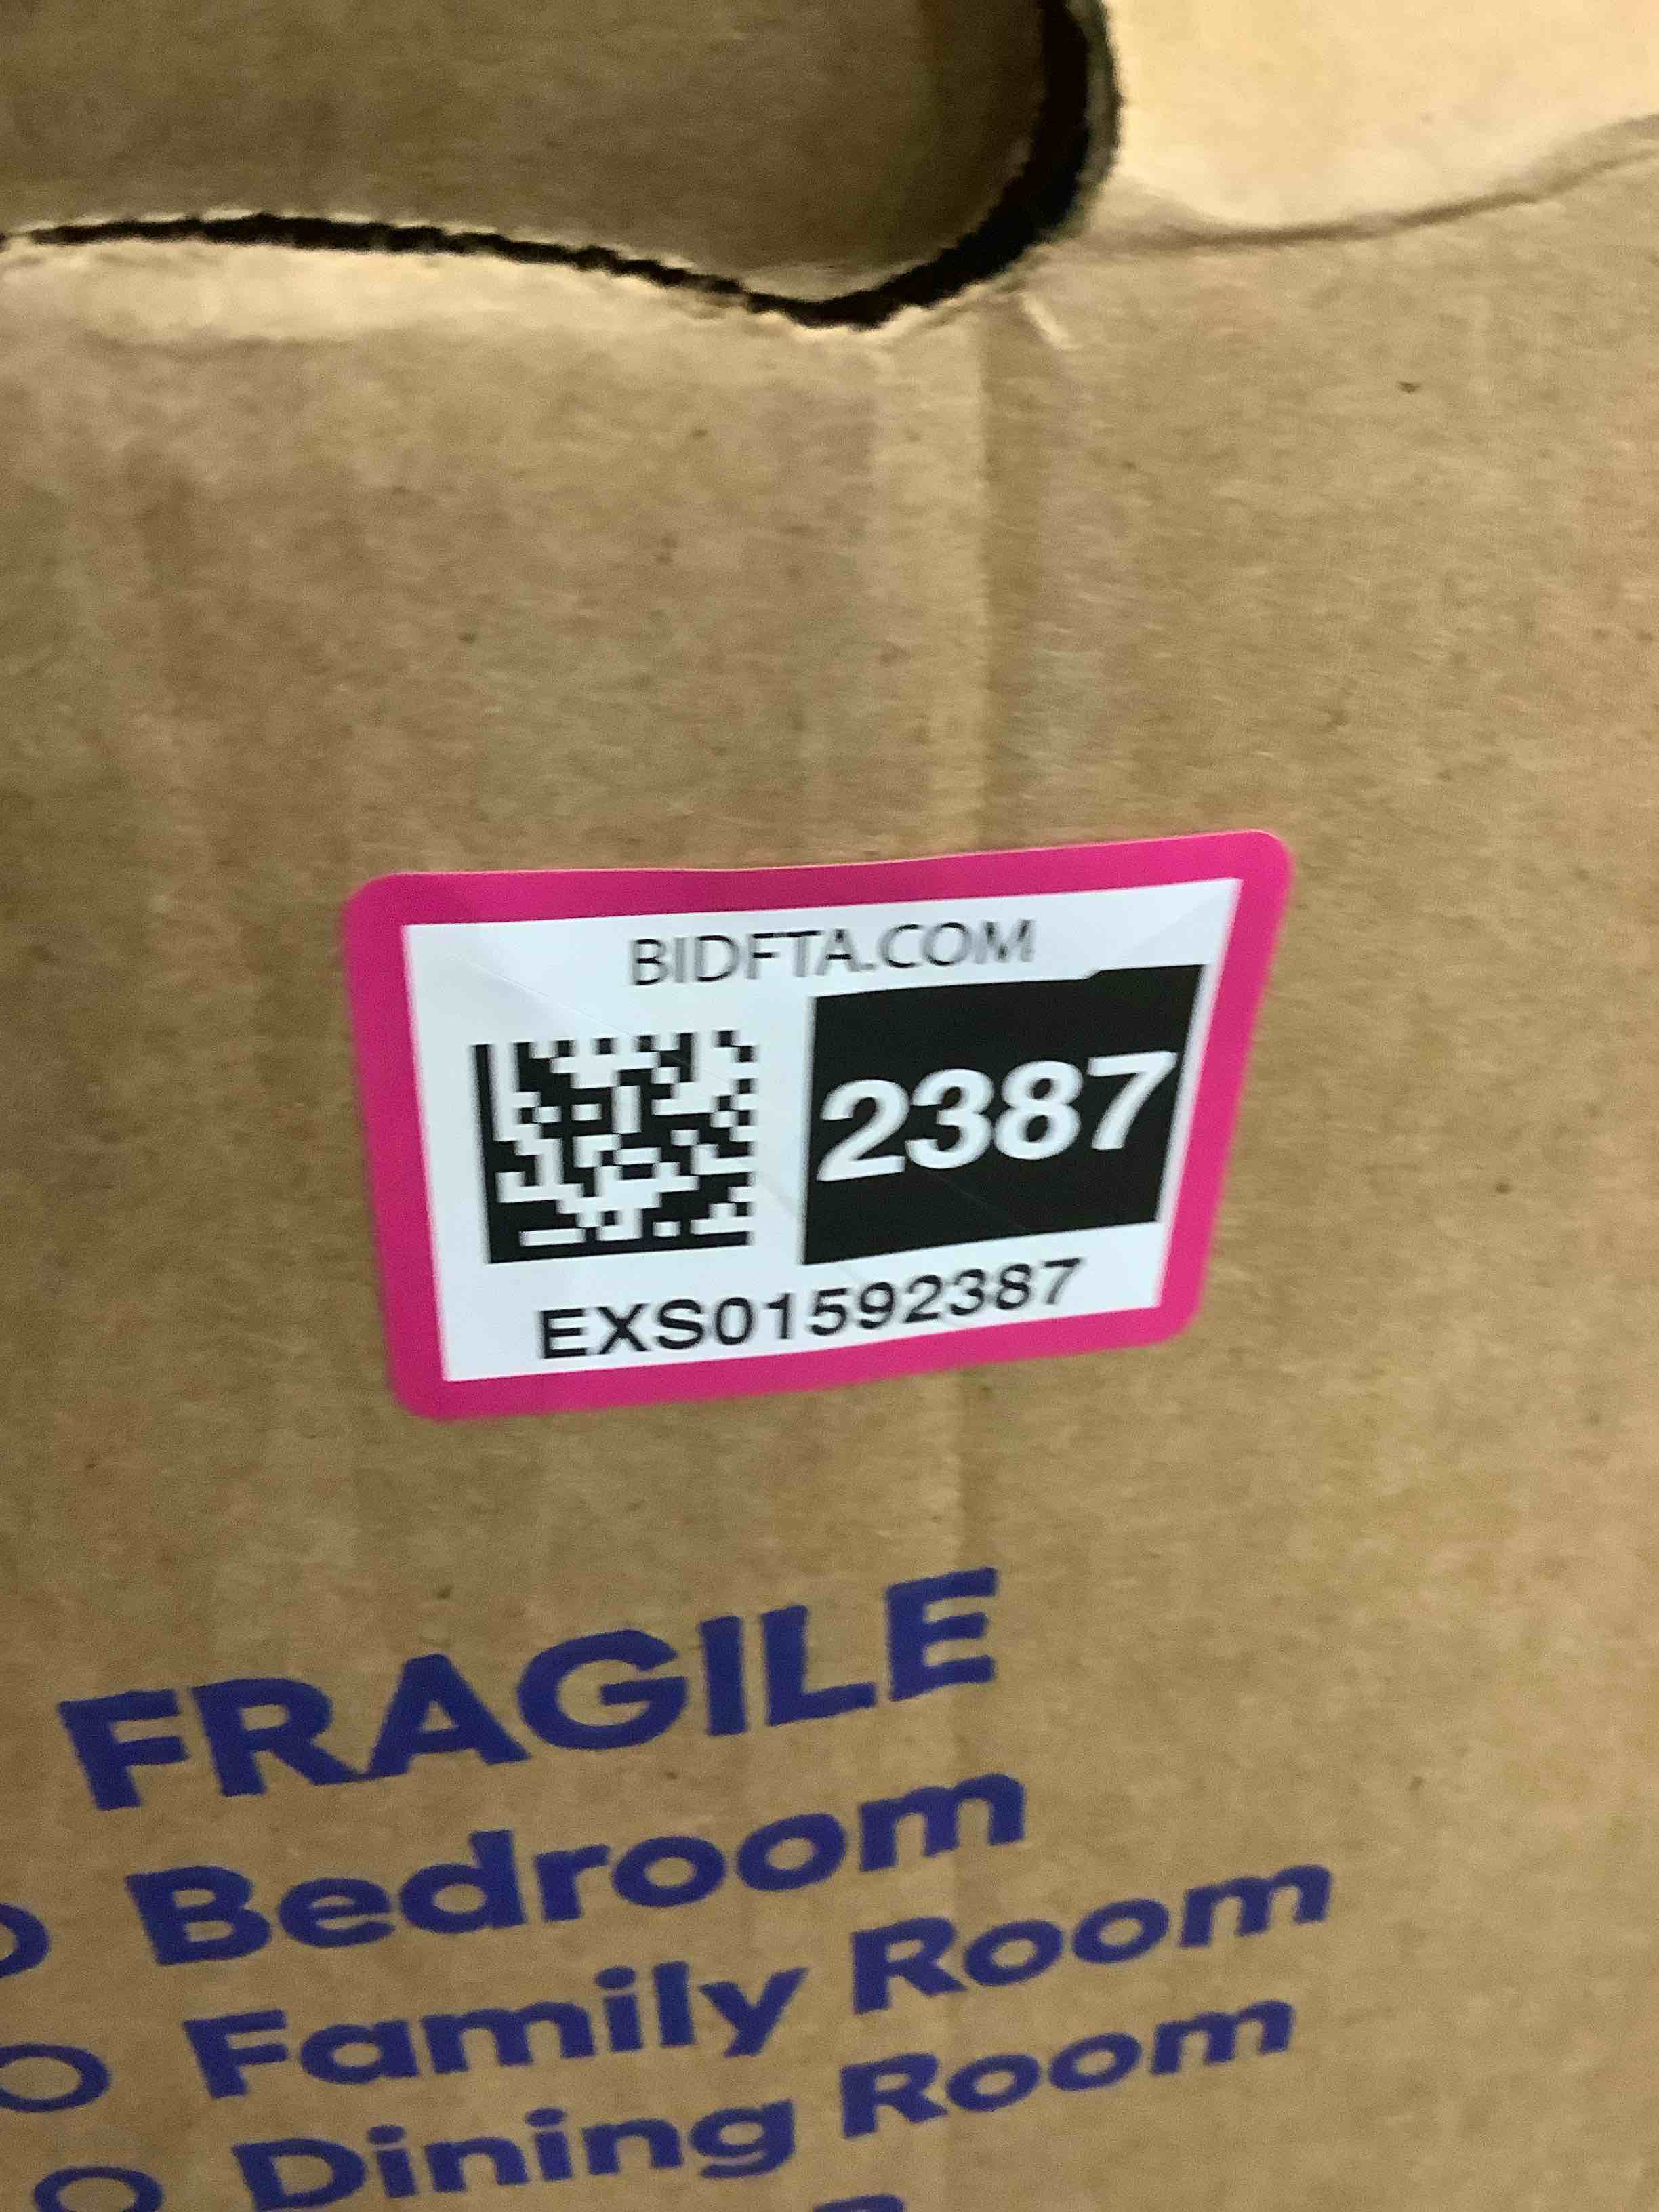 BIDFTA.COM
2387
EXS01592387
FRAGILE
Bedroom
Family Room
Dining Room